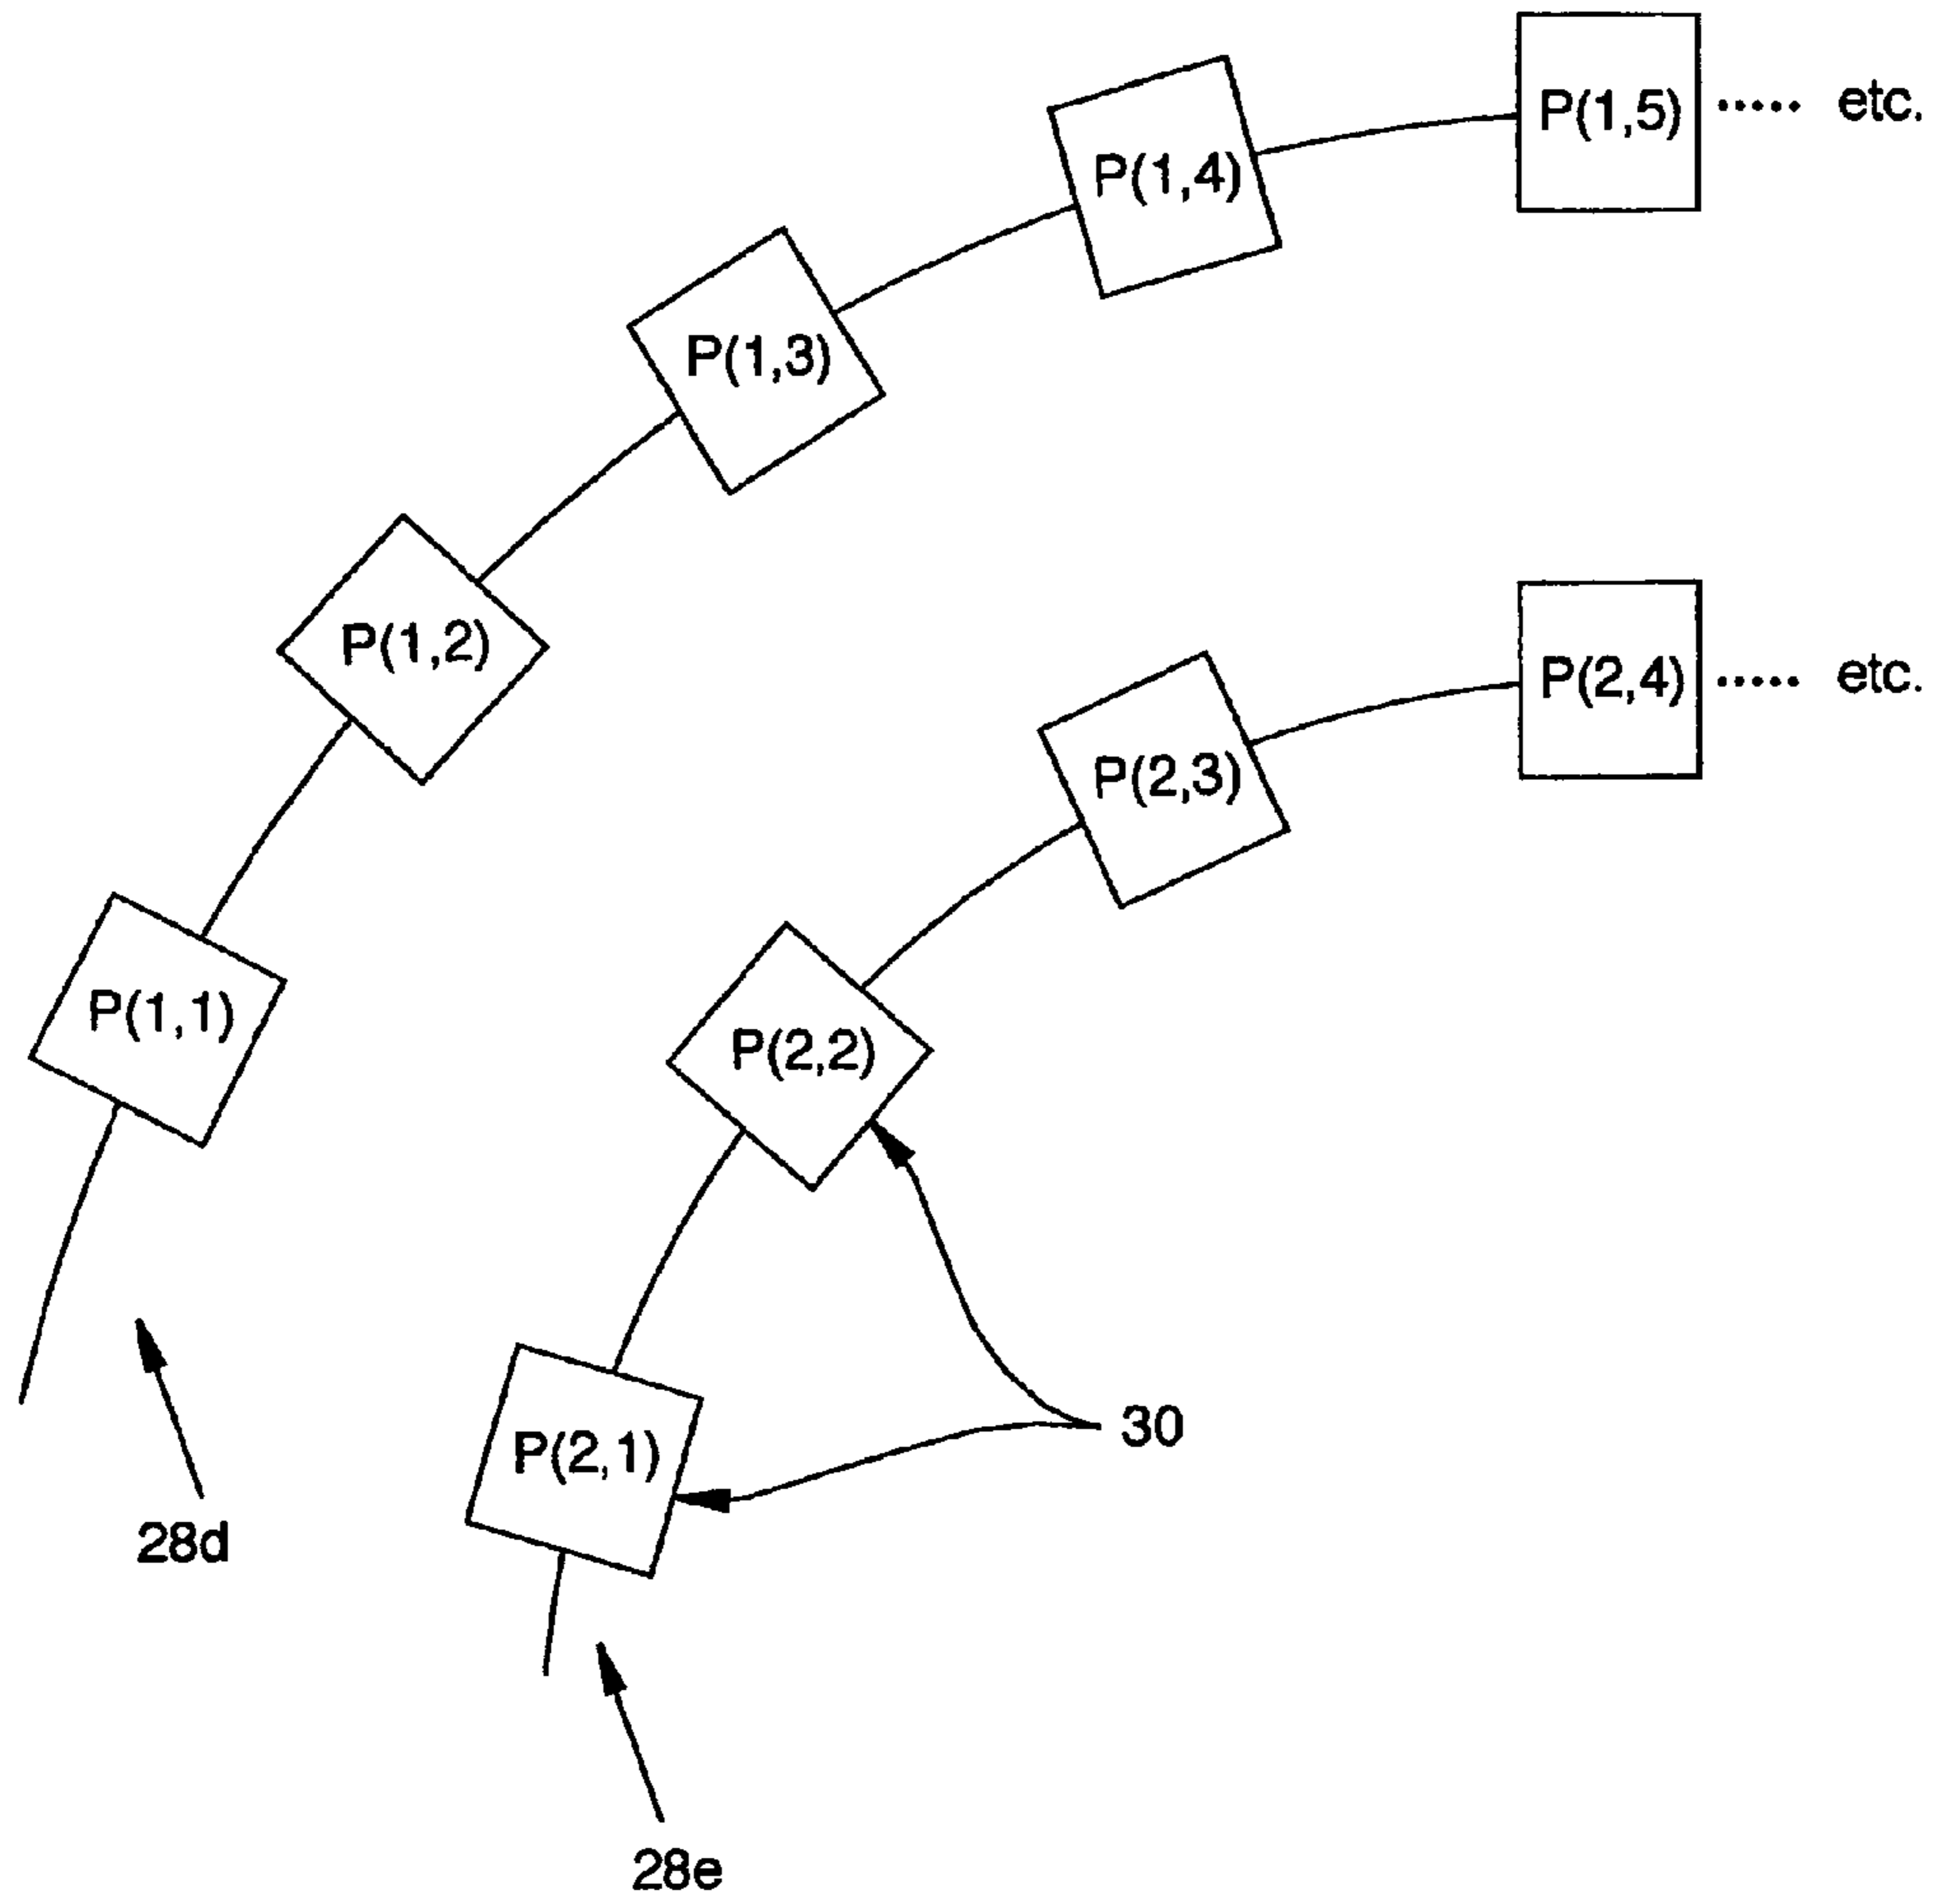 P(1,5) ..... etc.
P(1,4)
P(1,3)
P(1,2)
P(2,4) ..... etc.
P(2,3)
P(1,1)
P(2,2)
30
P(2,1)
28d
28e